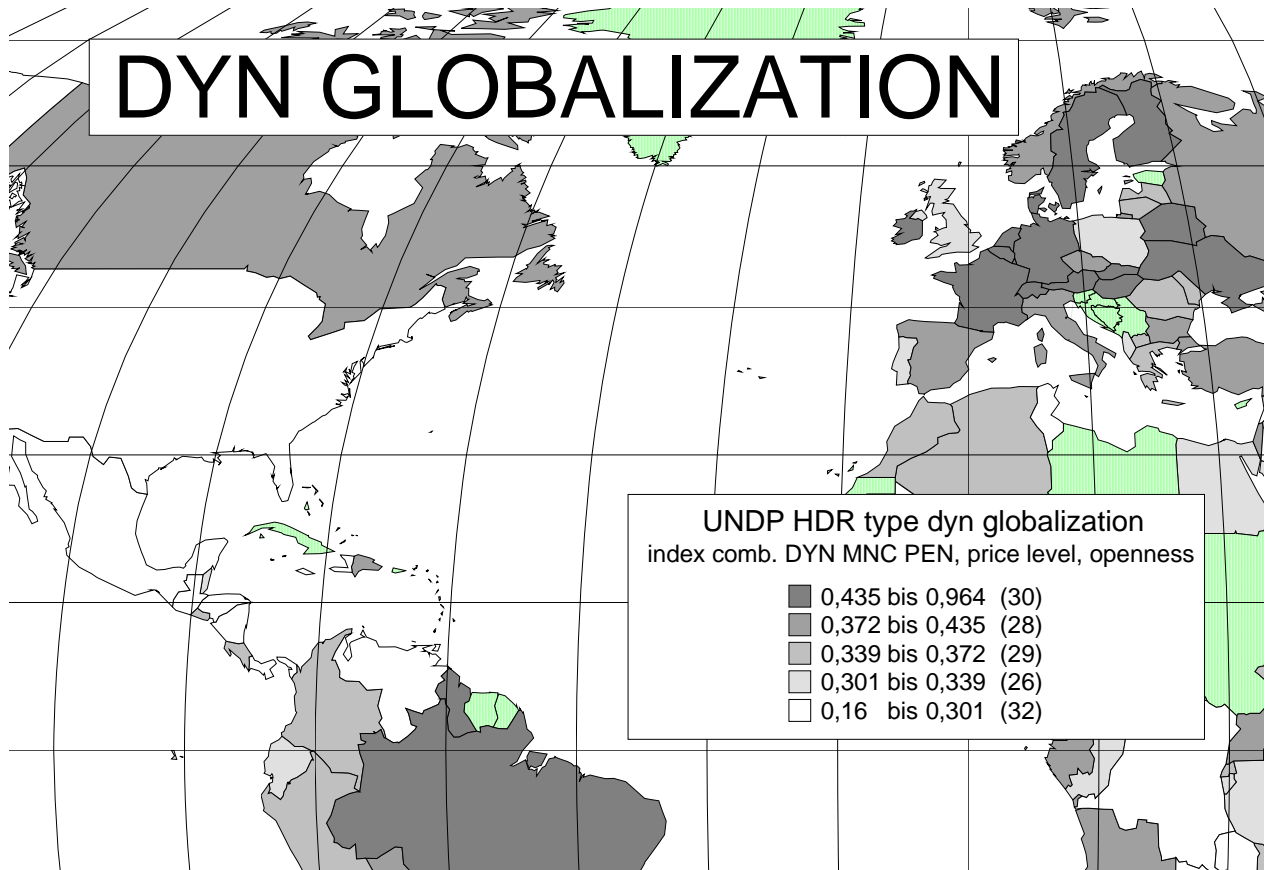 DYN GLOBALIZATION
UNDP HDR type dyn globalization
index comb. DYN MNC PEN, price level, openness
0,435 bis 0,964 (30)
0,372 bis 0,435 (28)
0,339 bis 0,372 (29)
0,301 bis 0,339 (26)
0,16 bis 0,301 (32)